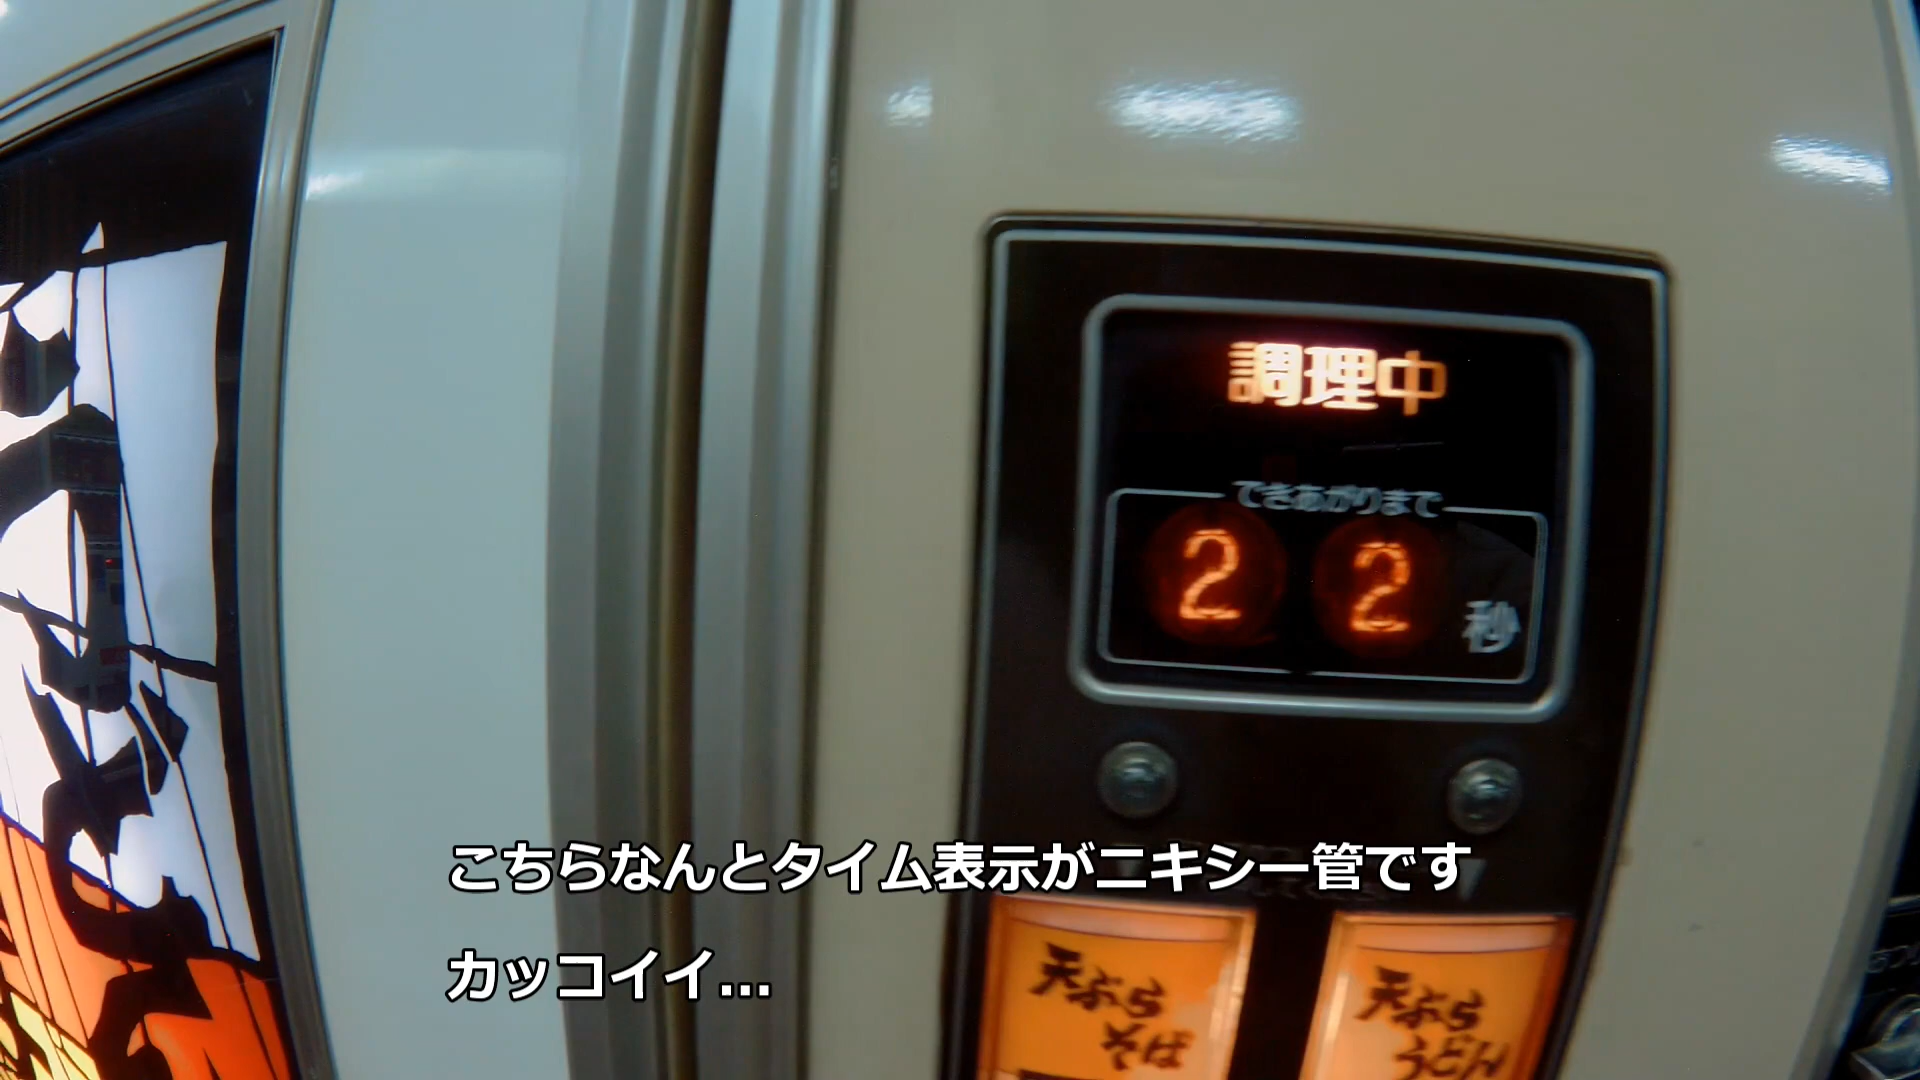 調理中
できあがりまで
22秒
こちらなんとタイム表示がニキシー管です
カッコイイ...
天ぷら
そば
天ぷら
うどん